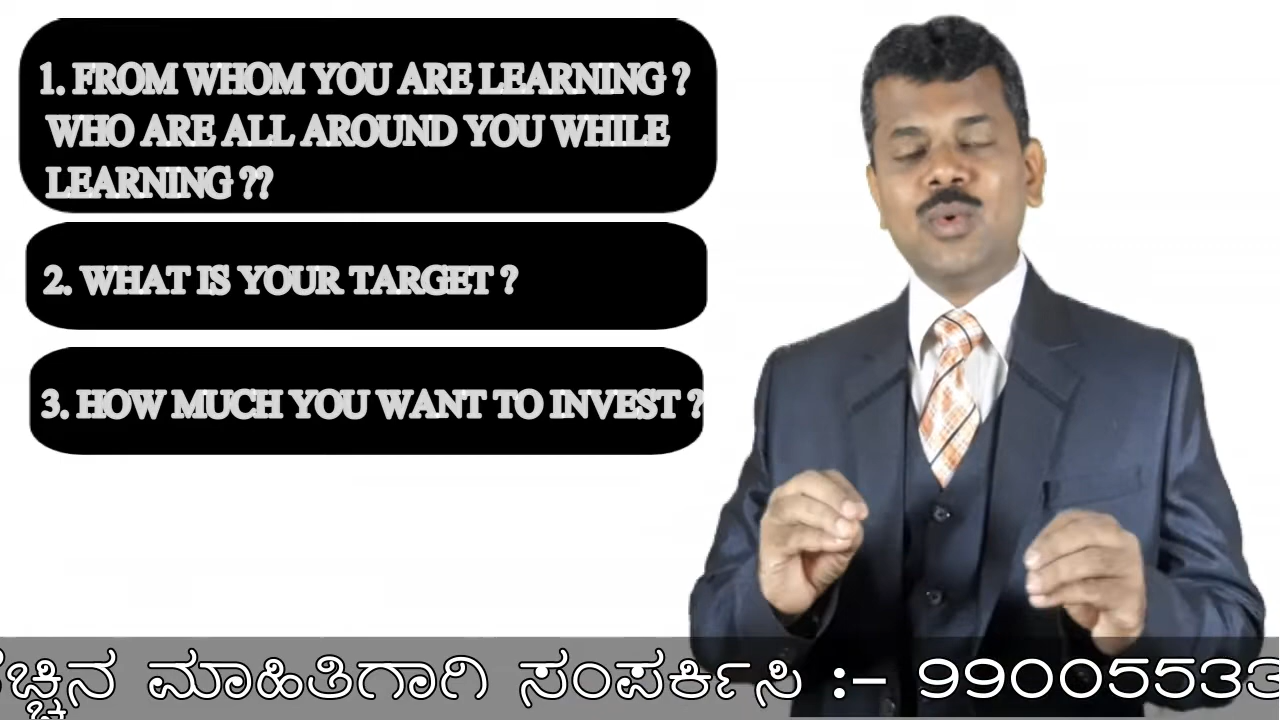 1. FROM WHOM YOU ARE LEARNING ?
WHO ARE ALL AROUND YOU WHILE
LEARNING ??
2. WHAT IS YOUR TARGET ?
3. HOW MUCH YOU WANT TO INVEST ?
ಮಾಹಿತಿಗಾಗಿ ಸಂಪರ್ಕಿಸಿ :- 99005533